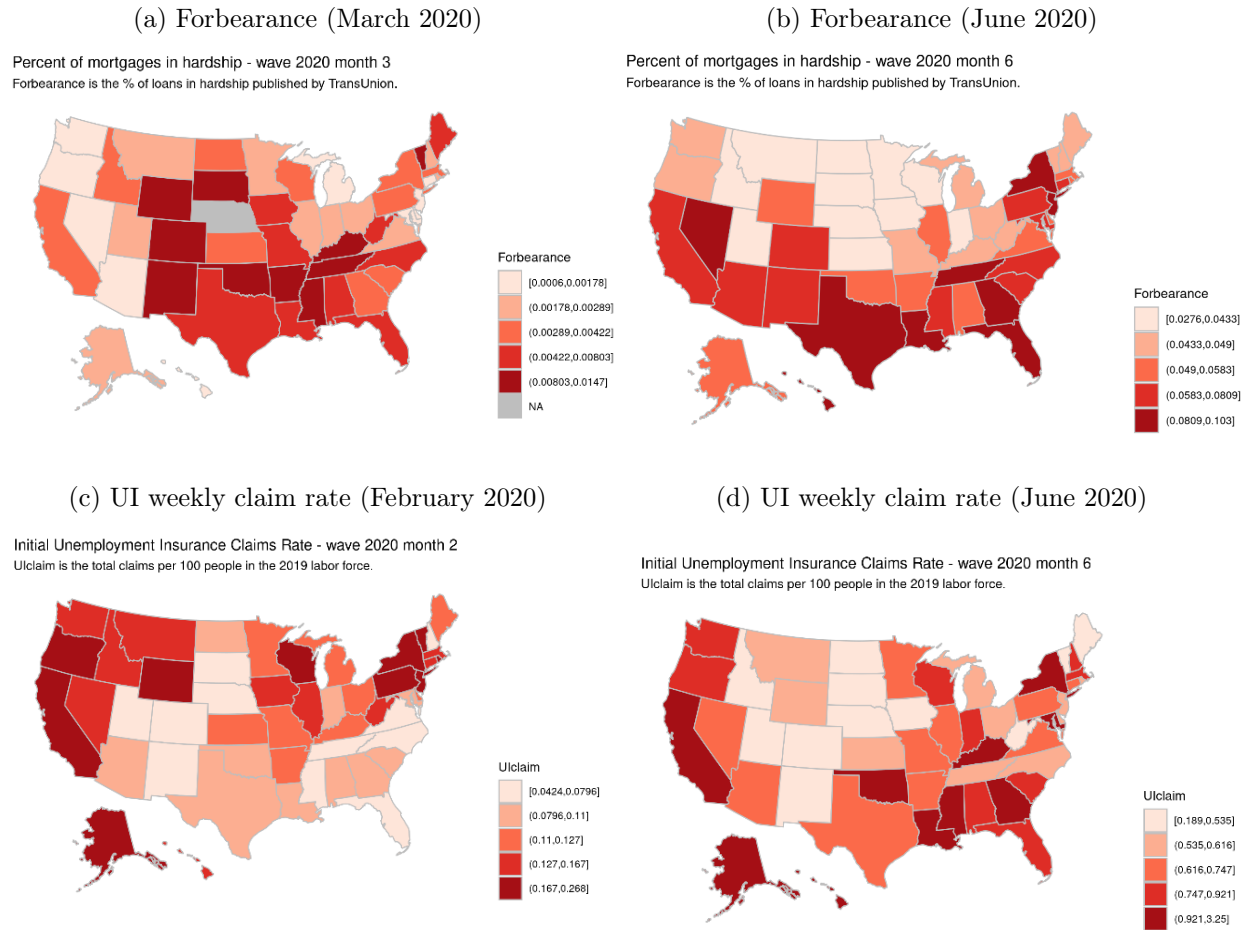 (a) Forbearance (March 2020)
Percent of mortgages in hardship - wave 2020 month 3
Forbearance is the % of loans in hardship published by TransUnion.
Forbearance
[0.0006,0.00178]
(0.00178,0.00289]
(0.00289,0.00422]
(0.00422,0.00803]
(0.00803,0.0147]
NA
(b) Forbearance (June 2020)
Percent of mortgages in hardship - wave 2020 month 6
Forbearance is the % of loans in hardship published by TransUnion.
Forbearance
[0.0276,0.0433]
(0.0433,0.049]
(0.049,0.0583]
(0.0583,0.0809]
(0.0809,0.103]
(c) UI weekly claim rate (February 2020)
Initial Unemployment Insurance Claims Rate - wave 2020 month 2
UIclaim is the total claims per 100 people in the 2019 labor force.
UIclaim
[0.0424,0.0796]
(0.0796,0.11]
(0.11,0.127]
(0.127,0.167]
(0.167,0.268]
(d) UI weekly claim rate (June 2020)
Initial Unemployment Insurance Claims Rate - wave 2020 month 6
UIclaim is the total claims per 100 people in the 2019 labor force.
UIclaim
[0.189,0.535]
(0.535,0.616]
(0.616,0.747]
(0.747,0.921]
(0.921,3.25]